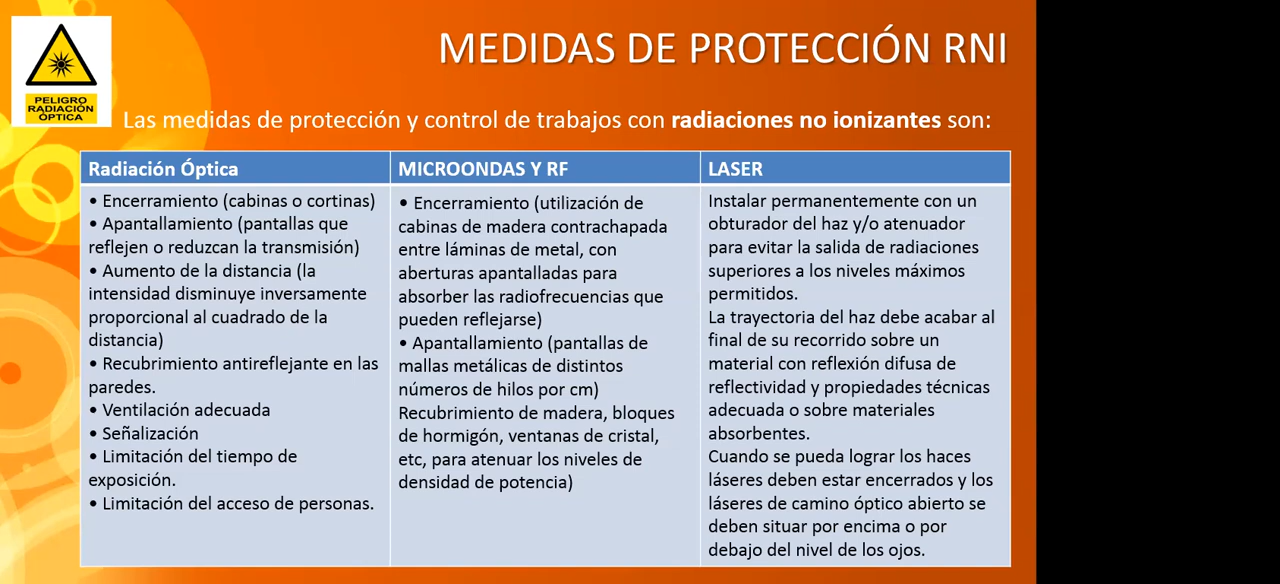 MEDIDAS DE PROTECCIÓN RNI
PELIGRO
RADIACIÓN
ÓPTICA
Las medidas de protección y control de trabajos con radiaciones no ionizantes son:
Radiación Óptica
• Encerramiento (cabinas o cortinas)
• Apantallamiento (pantallas que
reflejen o reduzcan la transmisión)
• Aumento de la distancia (la
intensidad disminuye inversamente
proporcional al cuadrado de la
distancia)
• Recubrimiento antireflejante en las
paredes.
• Ventilación adecuada
• Señalización
• Limitación del tiempo de
exposición.
• Limitación del acceso de personas.
MICROONDAS Y RF
• Encerramiento (utilización de
cabinas de madera contrachapada
entre láminas de metal, con
aberturas apantalladas para
absorber las radiofrecuencias que
pueden reflejarse)
• Apantallamiento (pantallas de
mallas metálicas de distintos
números de hilos por cm)
Recubrimiento de madera, bloques
de hormigón, ventanas de cristal,
etc, para atenuar los niveles de
densidad de potencia)
LASER
Instalar permanentemente con un
obturador del haz y/o atenuador
para evitar la salida de radiaciones
superiores a los niveles máximos
permitidos.
La trayectoria del haz debe acabar al
final de su recorrido sobre un
material con reflexión difusa de
reflectividad y propiedades técnicas
adecuada o sobre materiales
absorbentes.
Cuando se pueda lograr los haces
láseres deben estar encerrados y los
láseres de camino óptico abierto se
deben situar por encima o por
debajo del nivel de los ojos.